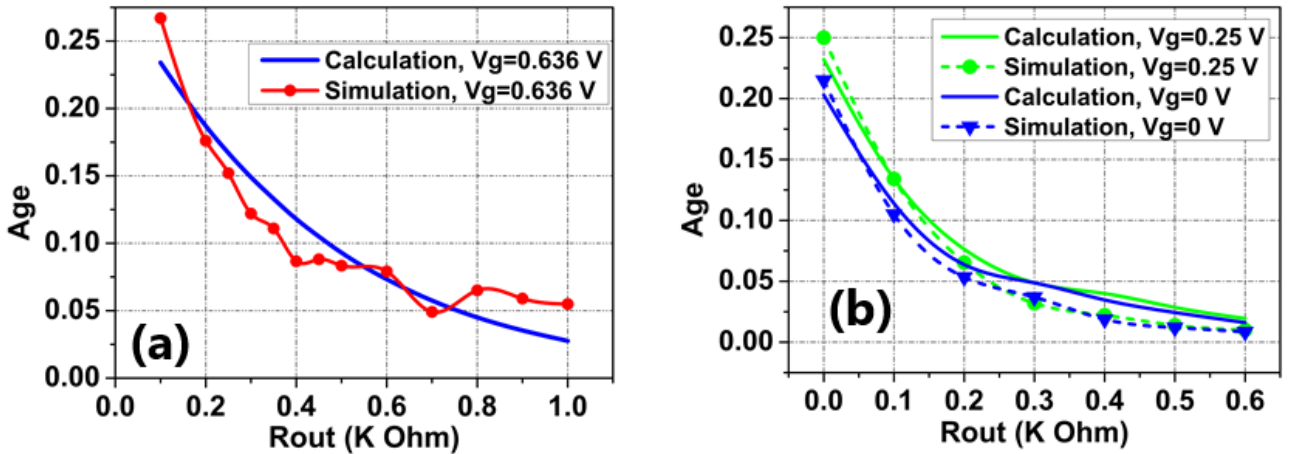 0.25
0.20
0.15
0.10
0.05
0.00
Age
Calculation, Vg=0.636 V
Simulation, Vg=0.636 V
(a)
0.0 0.2 0.4 0.6 0.8 1.0
Rout (K Ohm)
0.25
0.20
0.15
0.10
0.05
0.00
Age
Calculation, Vg=0.25 V
Simulation, Vg=0.25 V
Calculation, Vg=0 V
Simulation, Vg=0 V
(b)
0.0 0.1 0.2 0.3 0.4 0.5 0.6
Rout (K Ohm)